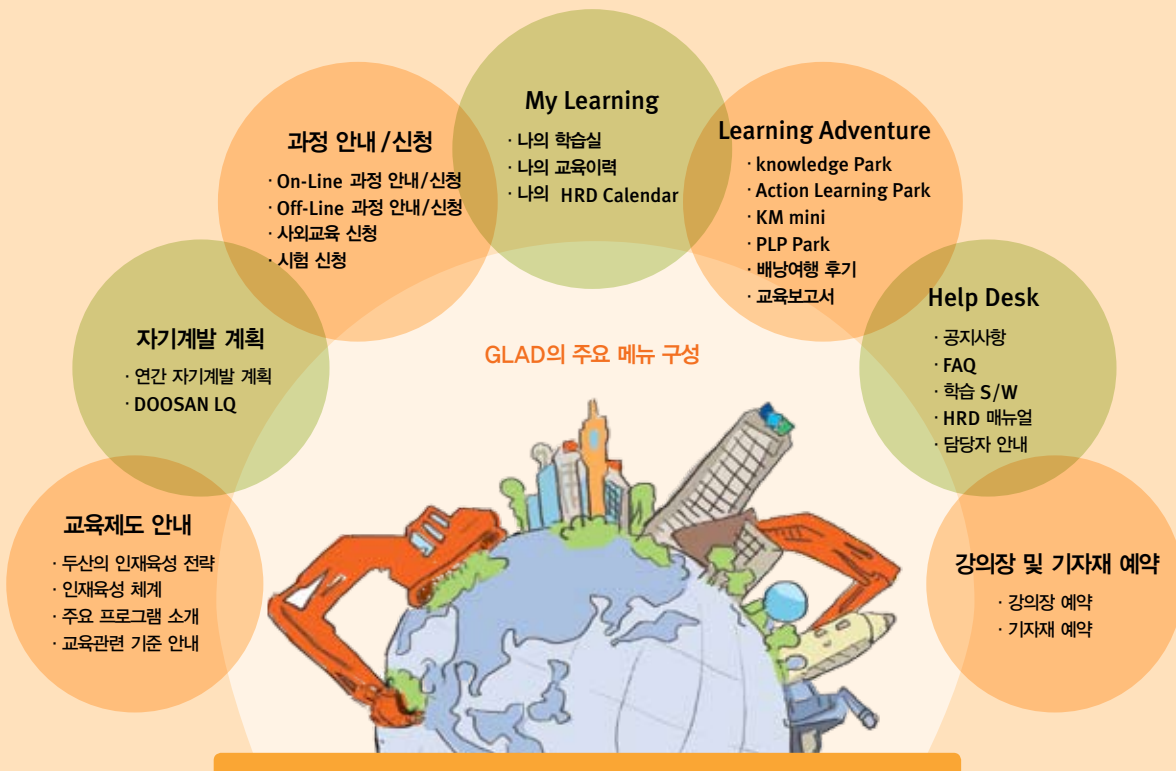 GLAD의 주요 메뉴 구성
교육제도 안내
· 두산의 인재육성 전략
· 인재육성 체계
· 주요 프로그램 소개
· 교육관련 기준 안내
자기계발 계획
· 연간 자기계발 계획
· DOOSAN LQ
과정 안내/신청
· On-Line 과정 안내/신청
· Off-Line 과정 안내/신청
· 사외교육 신청
· 시험 신청
My Learning
· 나의 학습실
· 나의 교육이력
· 나의 HRD Calendar
Learning Adventure
· knowledge Park
· Action Learning Park
· KM mini
· PLP Park
· 배낭여행 후기
· 교육보고서
Help Desk
· 공지사항
· FAQ
· 학습 S/W
· HRD 매뉴얼
· 담당자 안내
강의장 및 기자재 예약
· 강의장 예약
· 기자재 예약